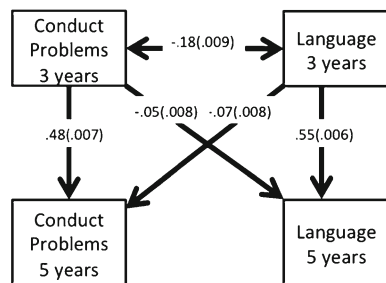 Conduct
Problems
3 years
-.18(.009)
Language
3 years
.48(.007)
-.05(.008)
-.07(.008)
.55(.006)
Conduct
Problems
5 years
Language
5 years